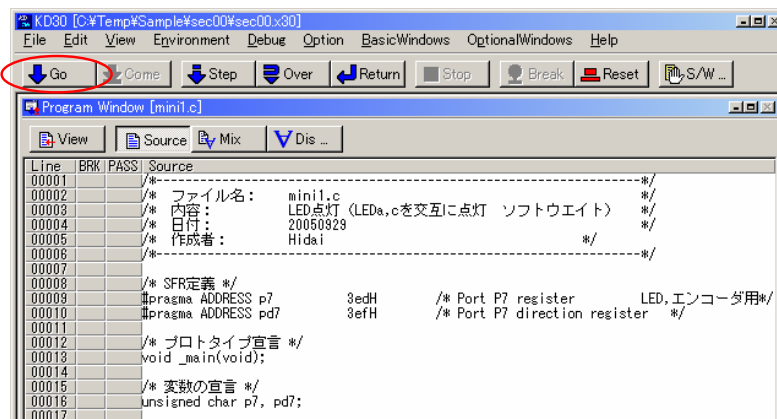 KD30 [C:¥Temp¥Sample¥sec00¥sec00.x30]
File Edit View Environment Debug Option BasicWindows OptionalWindows Help
Go Come Step Over Return Stop Break Reset S/W ...
Program Window [mini1.c]
View Source Mix Dis ...
Line BRK PASS Source
00001 /*------------------------------------------------------------------*/
00002 /* ファイル名: mini1.c */
00003 /* 内容: LED点灯 (LEDa,cを交互に点灯 ソフトウエイト) */
00004 /* 日付: 20050929 */
00005 /* 作成者: Hidai */
00006 /*------------------------------------------------------------------*/
00007
00008 /* SFR定義 */
00009 #pragma ADDRESS p7 3edH /* Port P7 register LED,エンコーダ用*/
00010 #pragma ADDRESS pd7 3efH /* Port P7 direction register */
00011
00012 /* プロトタイプ宣言 */
00013 void _main(void);
00014
00015 /* 変数の宣言 */
00016 unsigned char p7, pd7;
00017